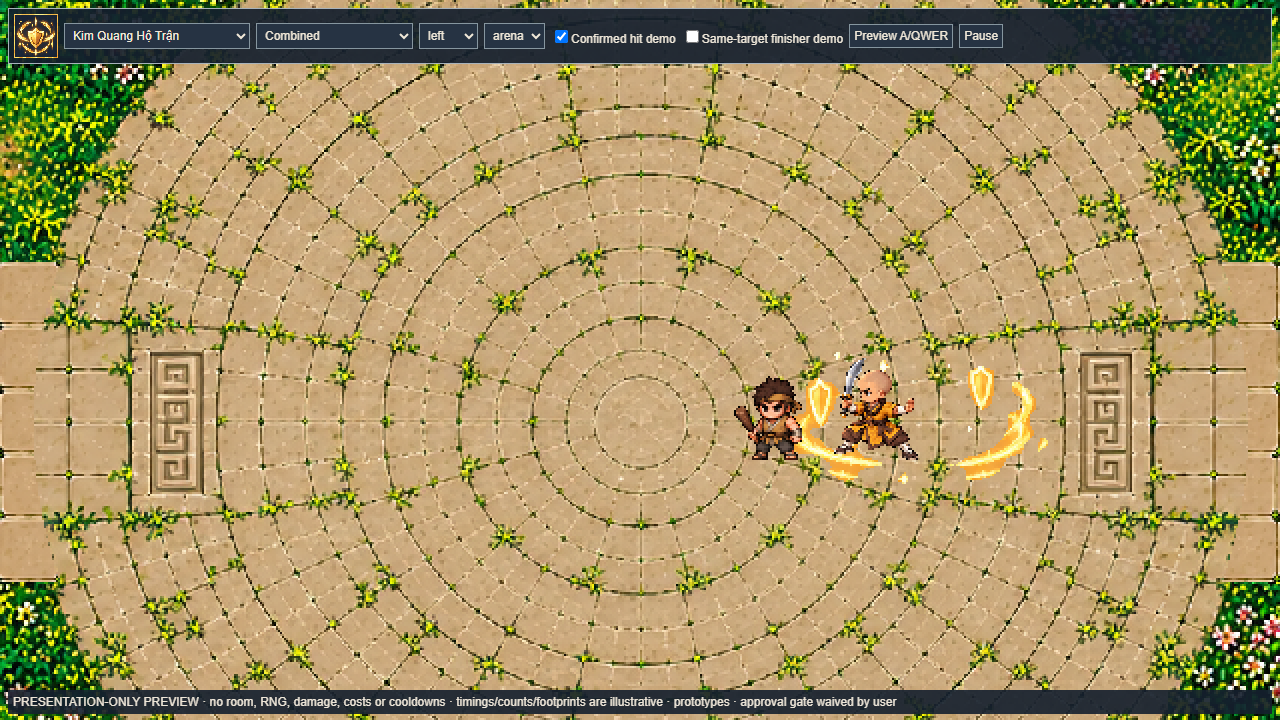 Kim Quang Hộ Trận Combined left arena Confirmed hit demo Same-target finisher demo Preview A/QWER Pause
PRESENTATION-ONLY PREVIEW · no room, RNG, damage, costs or cooldowns · timings/counts/footprints are illustrative · prototypes · approval gate waived by user